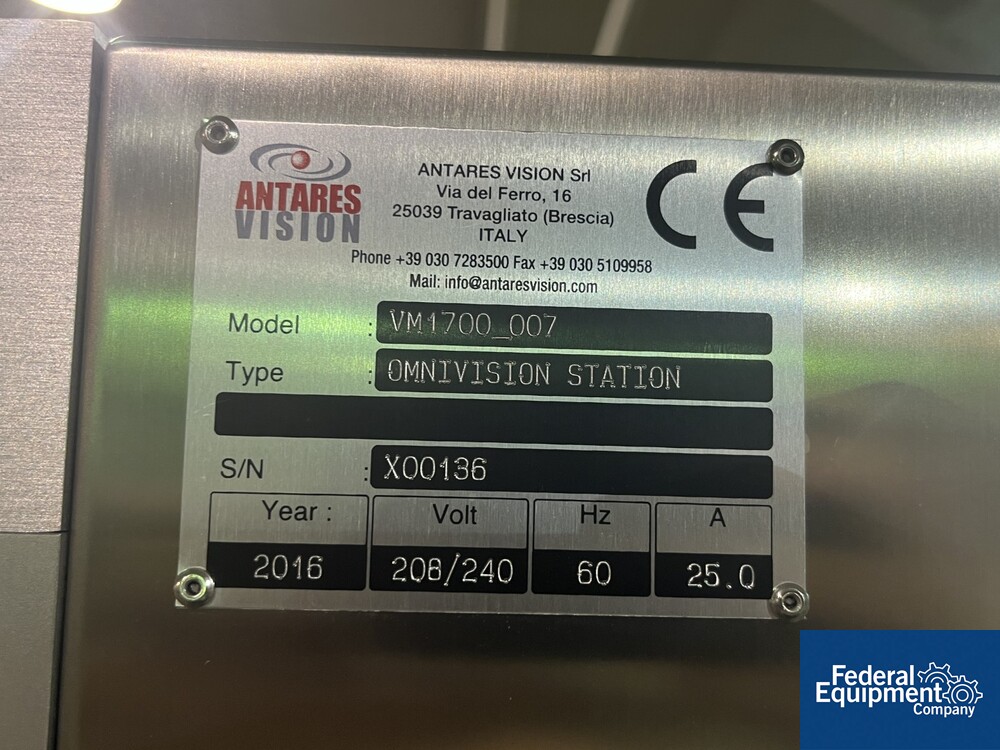 ANTARES
VISION
ANTARES VISION Srl
Via del Ferro, 16
25039 Travagliato (Brescia)
ITALY
Phone +39 030 7283500 Fax +39 030 5109958
Mail: info@antaresvision.com
CE
Model : VM1700_007
Type : OMNIVISION STATION
S/N : X00136
Year : Volt Hz A
2016 208/240 60 25.0
Federal
Equipment
Company